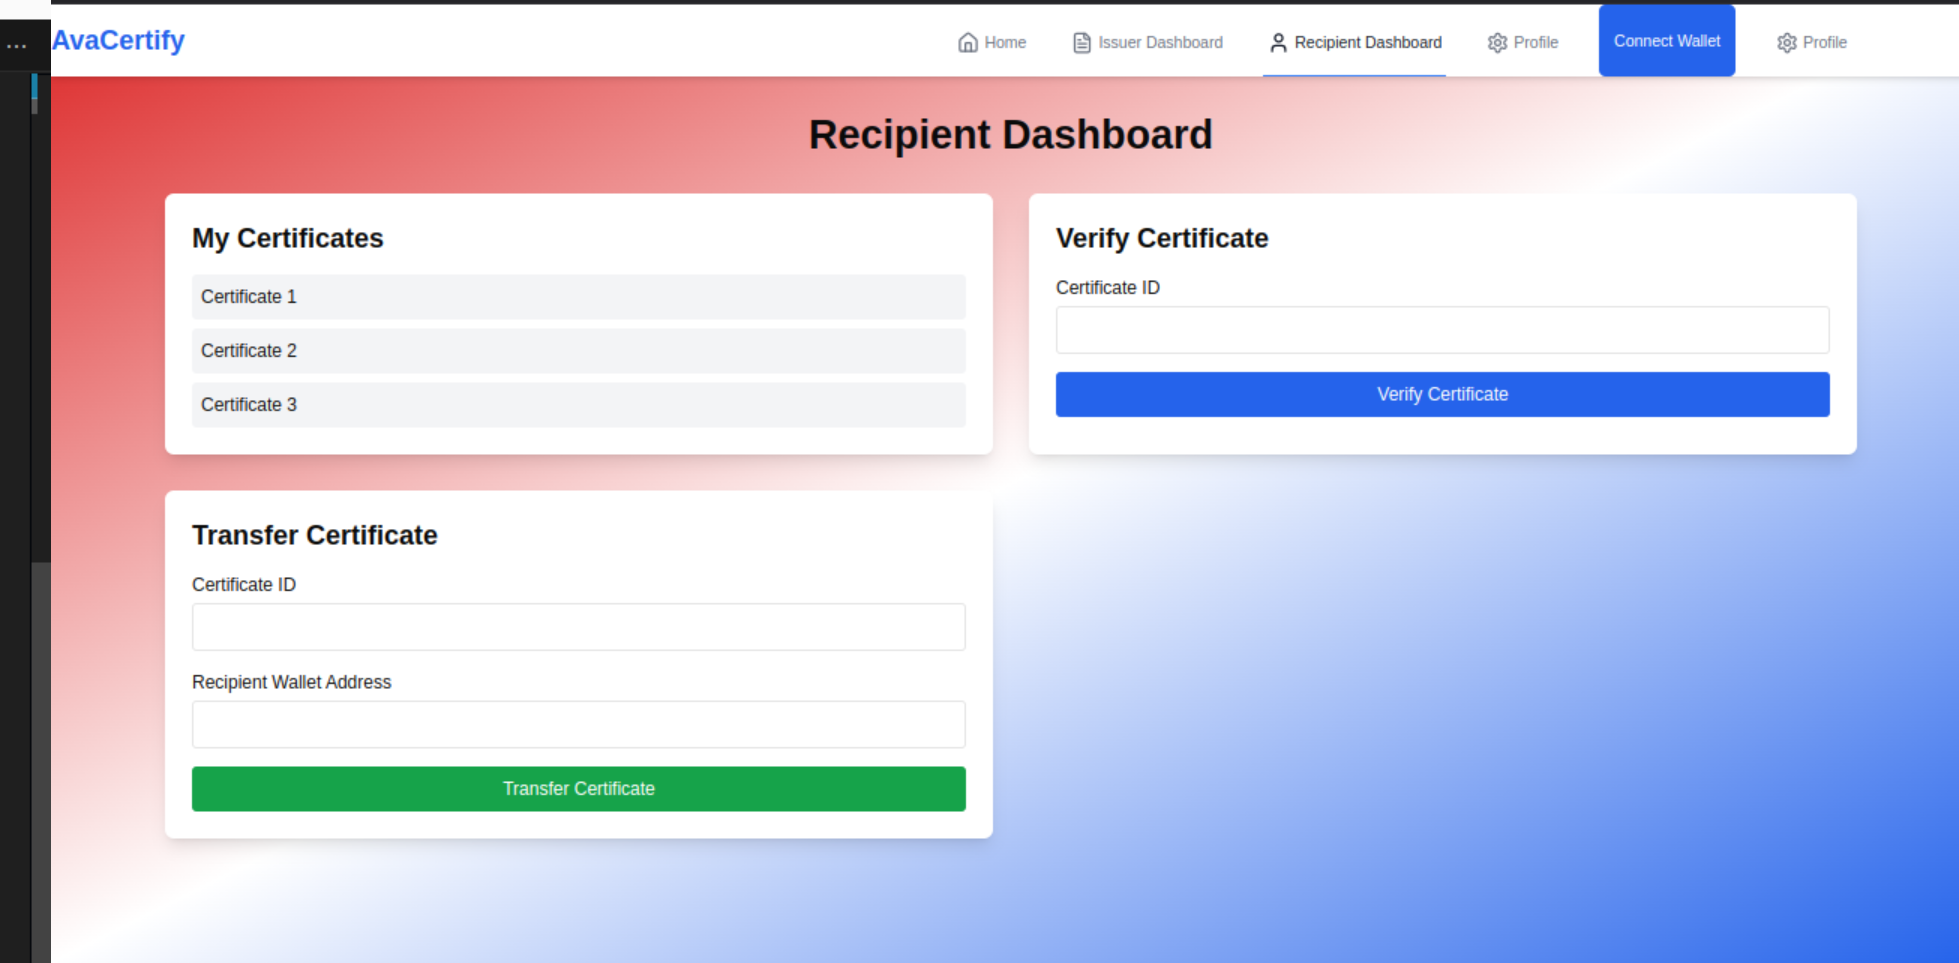 AvaCertify
Home
Issuer Dashboard
Recipient Dashboard
Profile
Connect Wallet
Profile
Recipient Dashboard
My Certificates
Certificate 1
Certificate 2
Certificate 3
Verify Certificate
Certificate ID
Verify Certificate
Transfer Certificate
Certificate ID
Recipient Wallet Address
Transfer Certificate